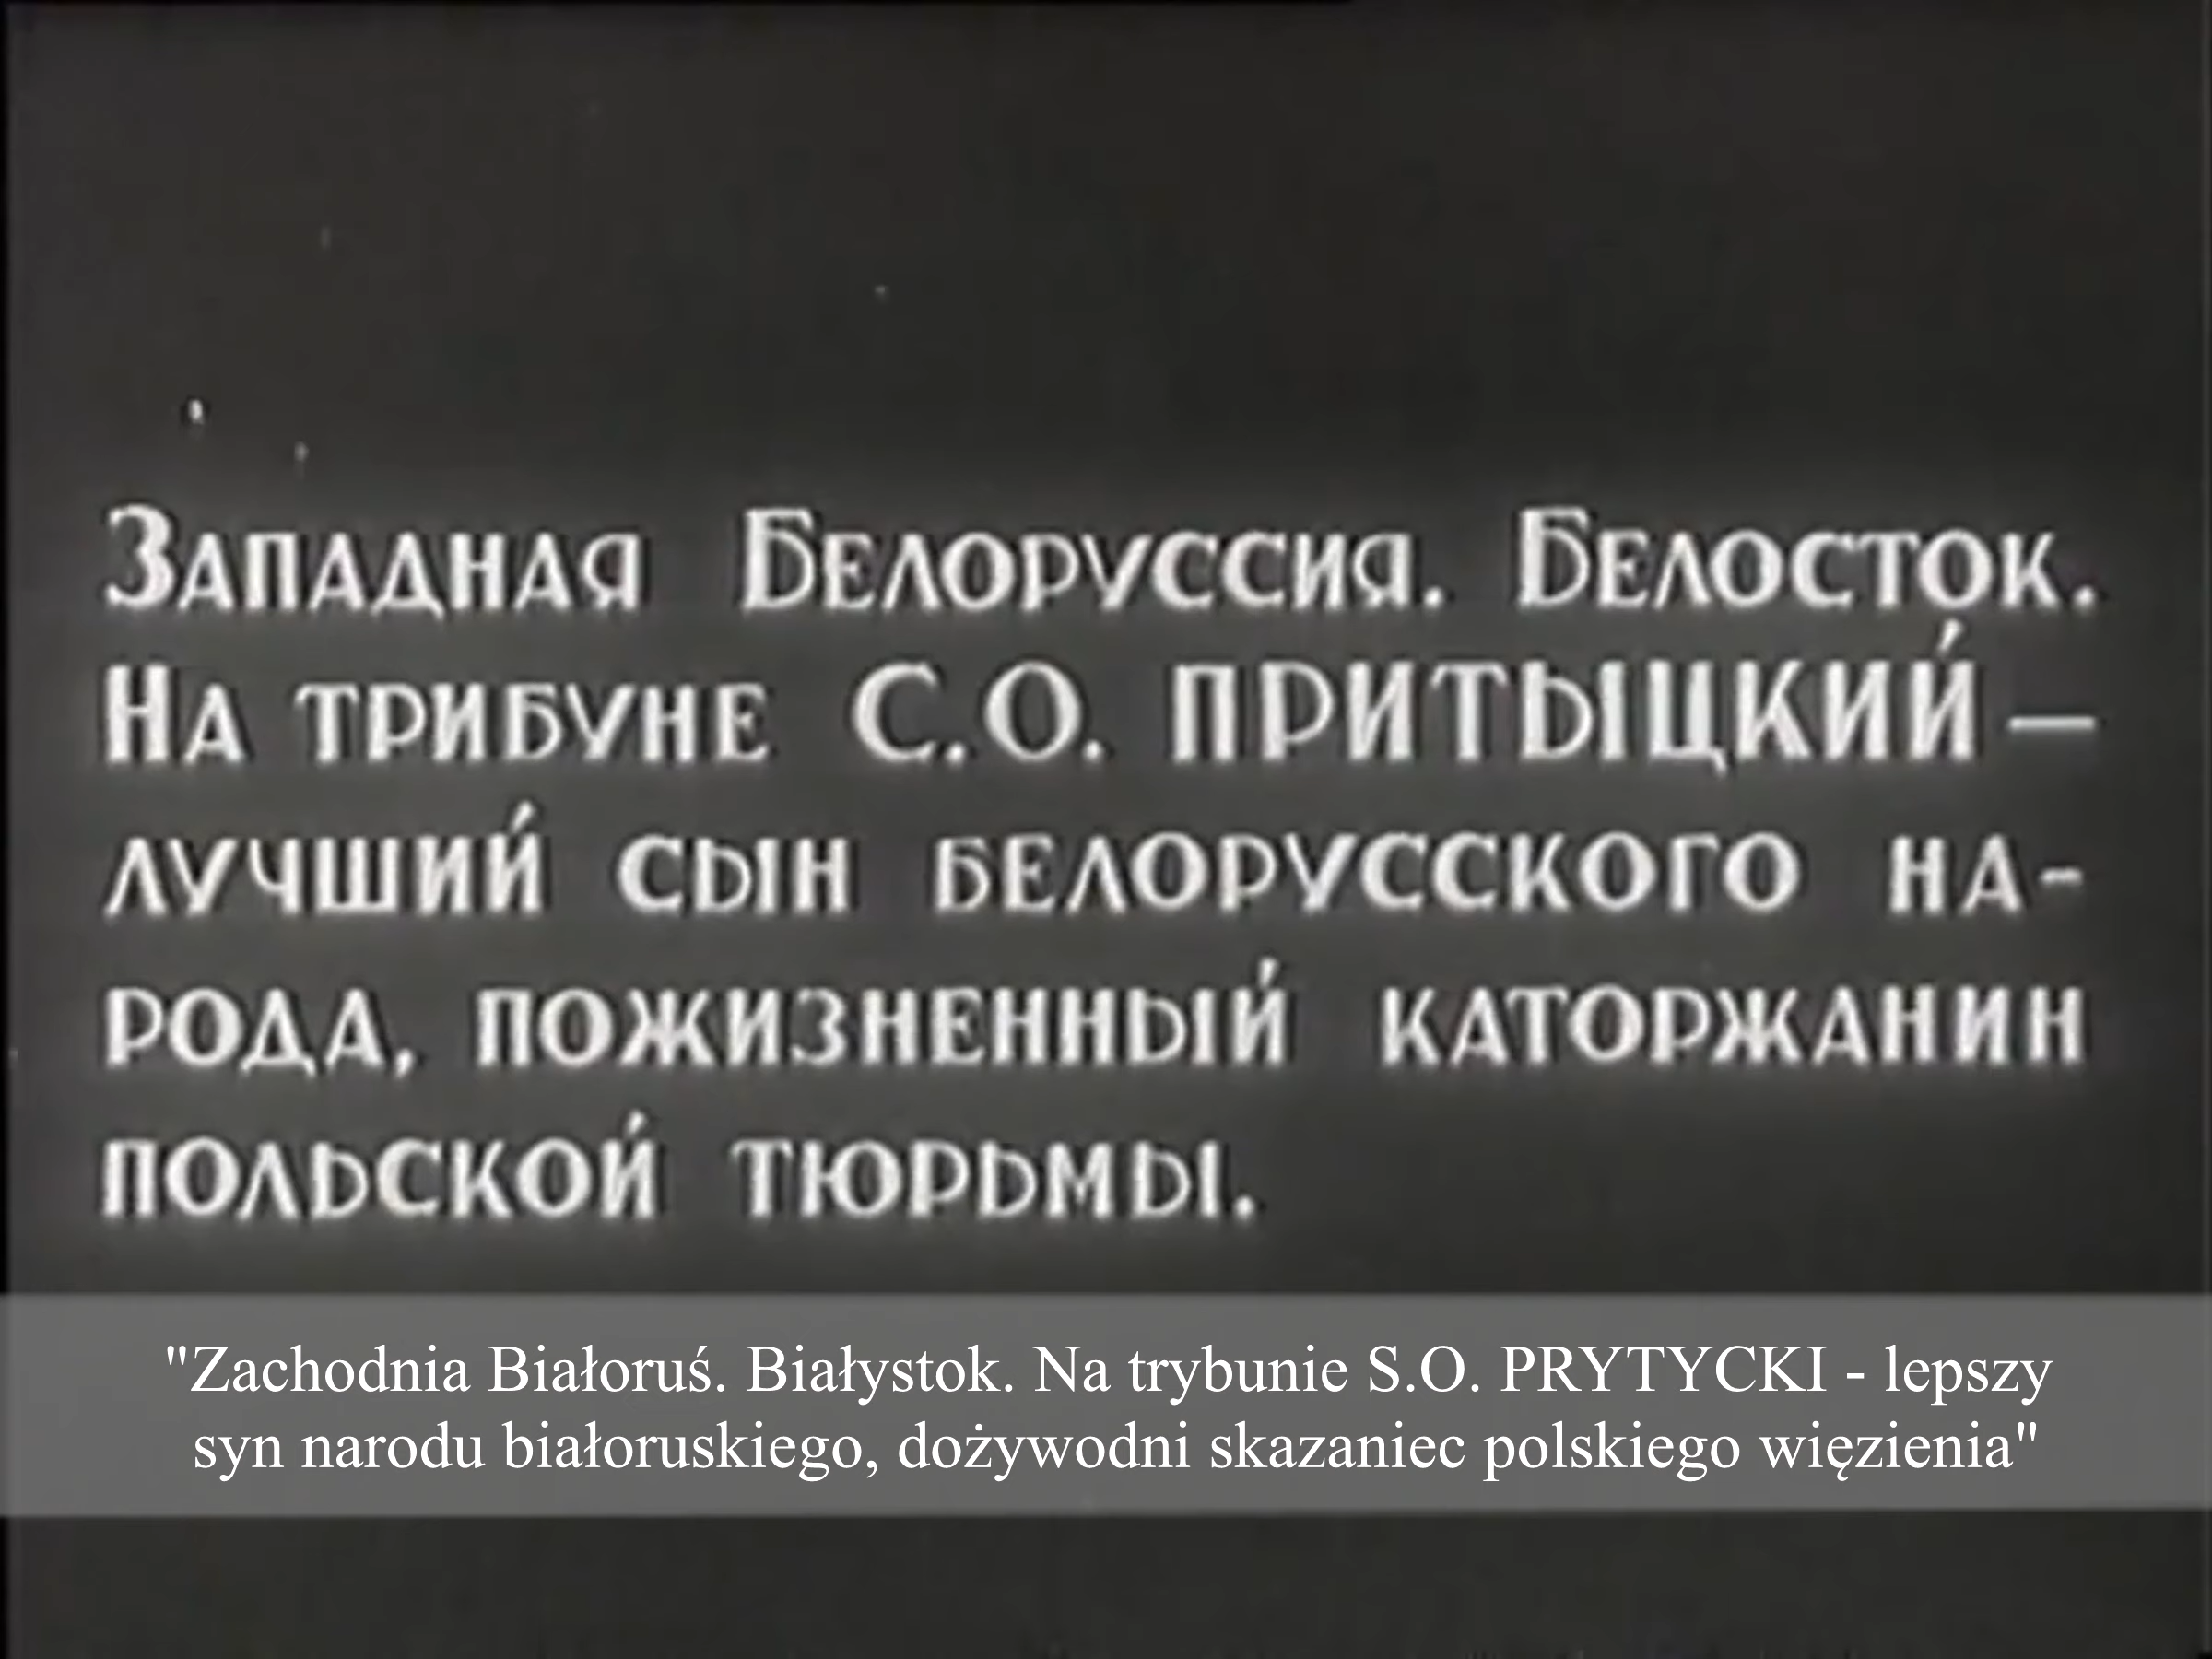 Западная Белоруссия. Белосток.
На трибуне С.О. ПРИТЫЦКИЙ —
лучший сын белорусского на-
рода, пожизненный каторжанин
польской тюрьмы.
"Zachodnia Białoruś. Białystok. Na trybunie S.O. PRYTYCKI - lepszy
syn narodu białoruskiego, dożywodni skazaniec polskiego więzienia"